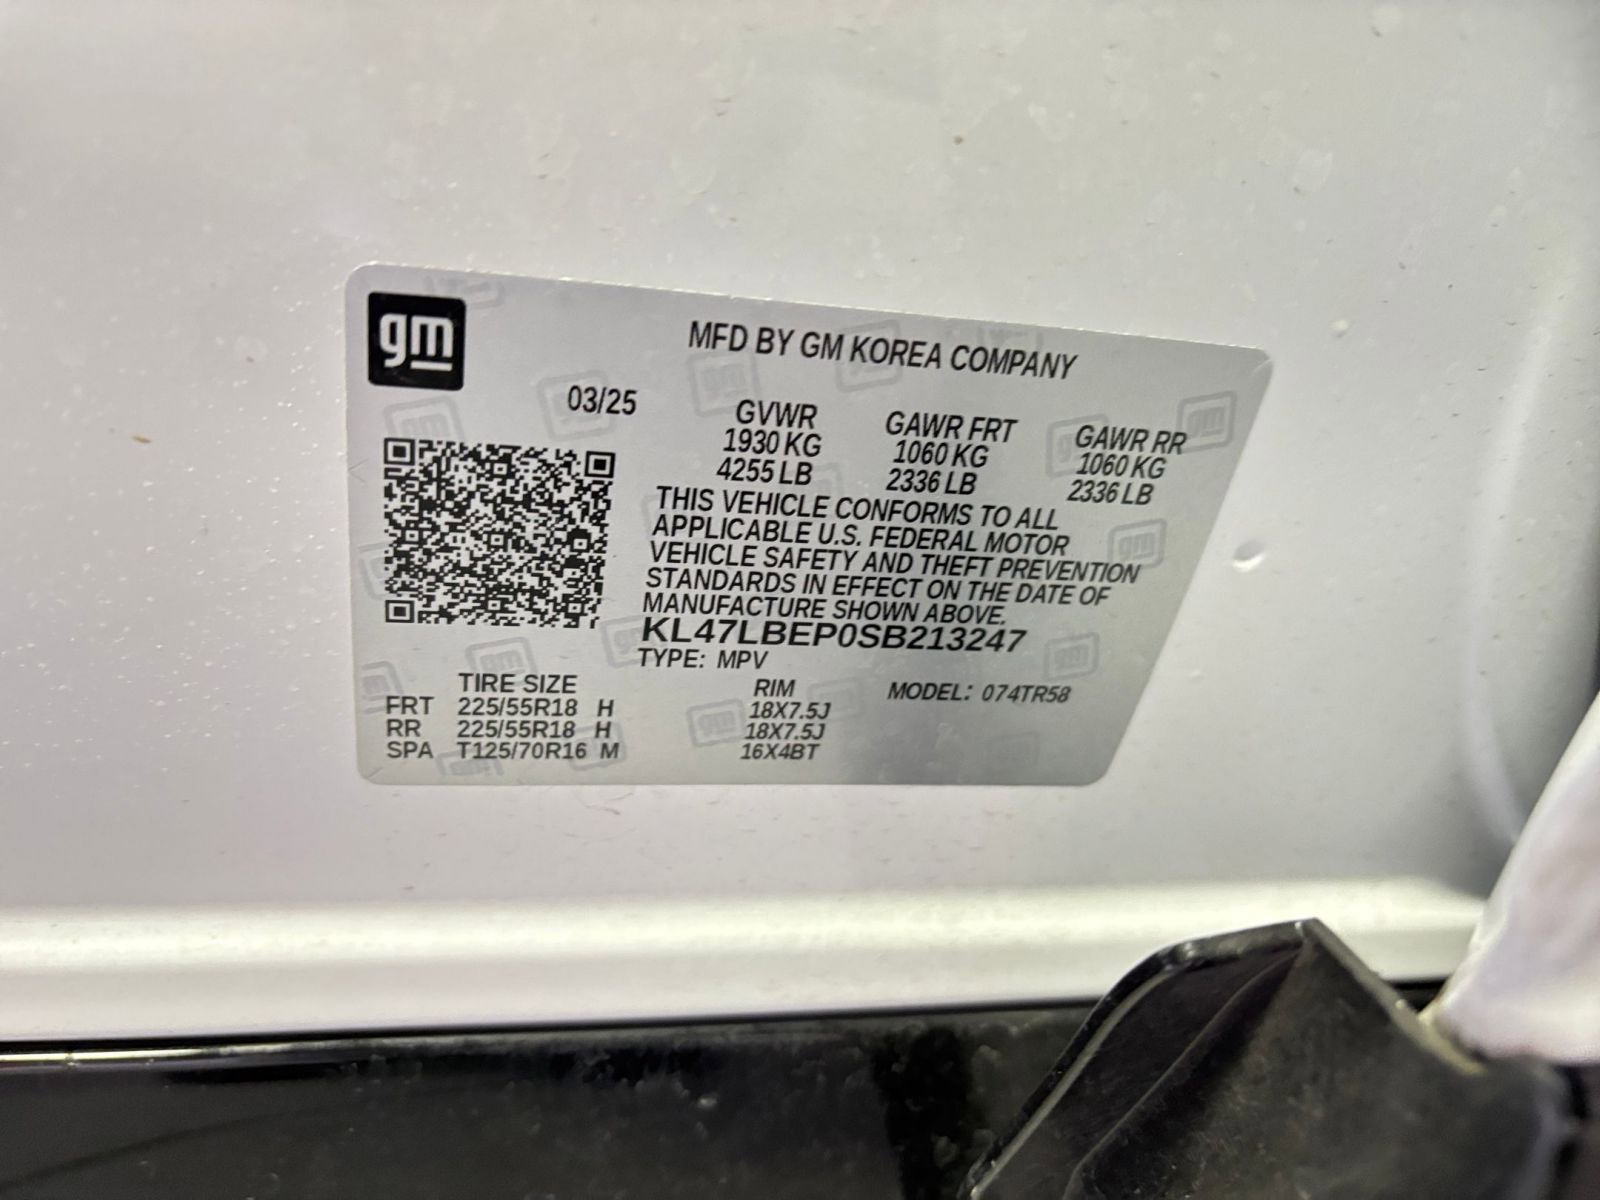 gm
MFD BY GM KOREA COMPANY
03/25
GVWR GAWR FRT GAWR RR
1930 KG 1060 KG 1060 KG
4255 LB 2336 LB 2336 LB
THIS VEHICLE CONFORMS TO ALL
APPLICABLE U.S. FEDERAL MOTOR
VEHICLE SAFETY AND THEFT PREVENTION
STANDARDS IN EFFECT ON THE DATE OF
MANUFACTURE SHOWN ABOVE.
KL47LBEP0SB213247
TYPE: MPV
TIRE SIZE RIM MODEL: 074TR58
FRT 225/55R18 H 18X7.5J
RR 225/55R18 H 18X7.5J
SPA T125/70R16 M 16X4BT